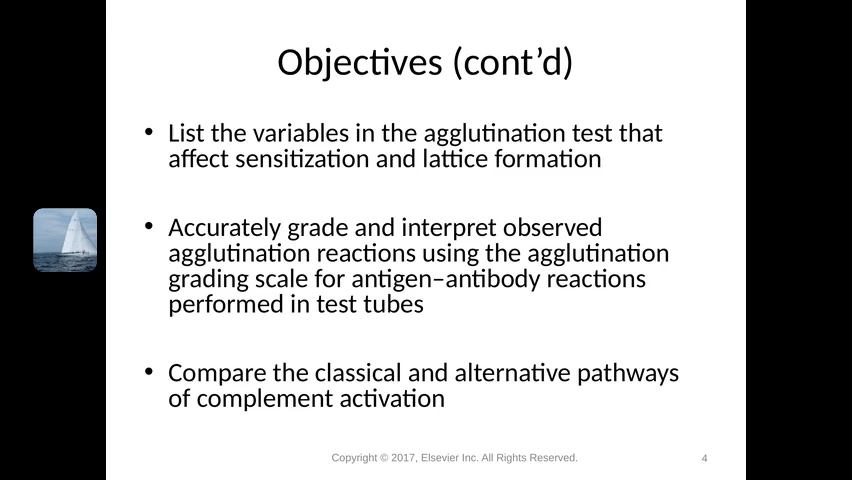 Objectives (cont’d)
• List the variables in the agglutination test that
affect sensitization and lattice formation
• Accurately grade and interpret observed
agglutination reactions using the agglutination
grading scale for antigen–antibody reactions
performed in test tubes
• Compare the classical and alternative pathways
of complement activation
Copyright © 2017, Elsevier Inc. All Rights Reserved.
4